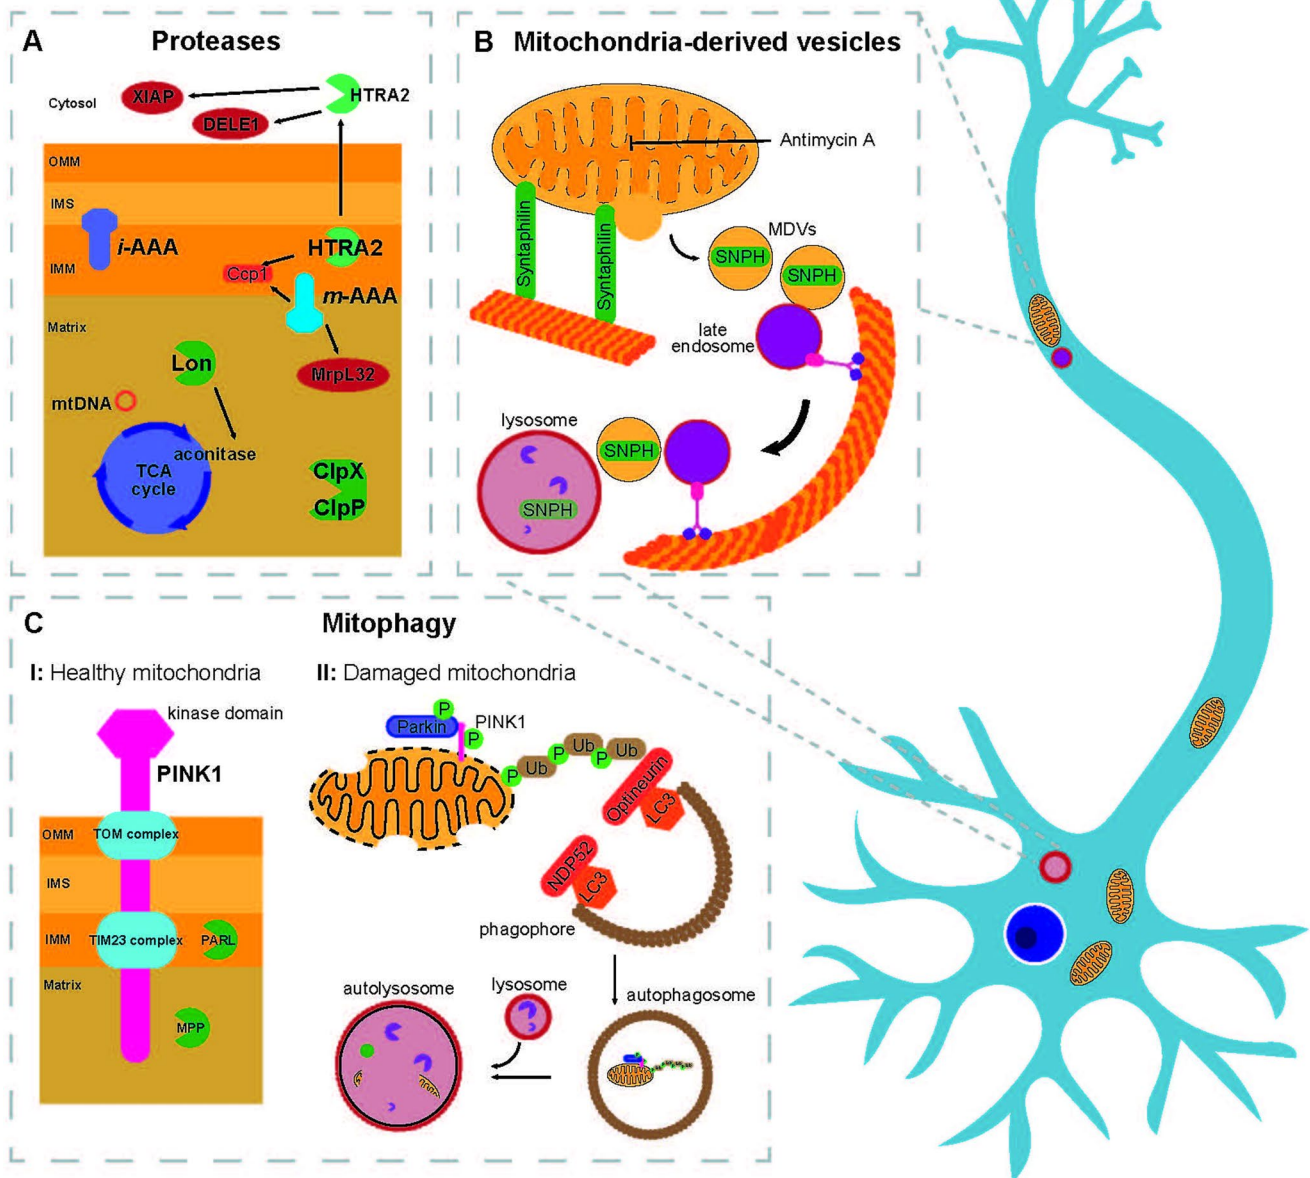 A
Proteases
XIAP
HTRA2
Cytosol
DELE1
OMM
IMS
i-AAA
HTRA2
IMM
Ccp1
m-AAA
Matrix
Lon
MrpL32
mtDNA
aconitase
TCA
cycle
ClpX
ClpP
B
Mitochondria-derived vesicles
Antimycin A
Syntaphilin
Syntaphilin
MDVs
SNPH
SNPH
late
endosome
lysosome
SNPH
SNPH
C
Mitophagy
I: Healthy mitochondria
kinase domain
PINK1
OMM
TOM complex
IMS
IMM
TIM23 complex
PARL
Matrix
MPP
II: Damaged mitochondria
P
Parkin
PINK1
P
P
Ub
P
Ub
P
Ub
Optineurin
LC3
NDP52
LC3
phagophore
autophagosome
lysosome
autolysosome